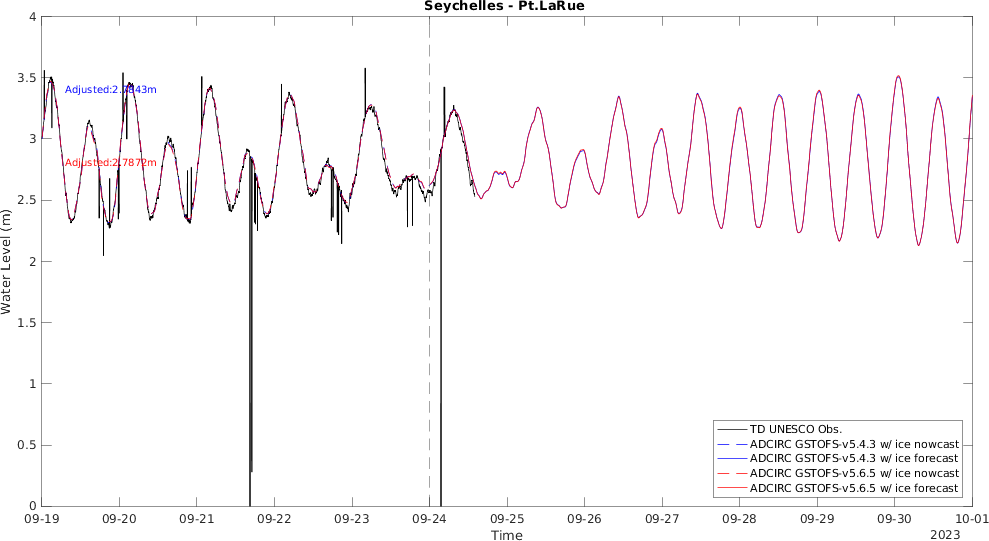 Seychelles - Pt.LaRue
4
3.5
3
2.5
2
1.5
1
0.5
0
Water Level (m)
Adjusted:2.7843m
Adjusted:2.7872m
TD UNESCO Obs.
ADCIRC GSTOFS-v5.4.3 w/ ice nowcast
ADCIRC GSTOFS-v5.4.3 w/ ice forecast
ADCIRC GSTOFS-v5.6.5 w/ ice nowcast
ADCIRC GSTOFS-v5.6.5 w/ ice forecast
09-19 09-20 09-21 09-22 09-23 09-24 09-25 09-26 09-27 09-28 09-29 09-30 10-01
Time
2023